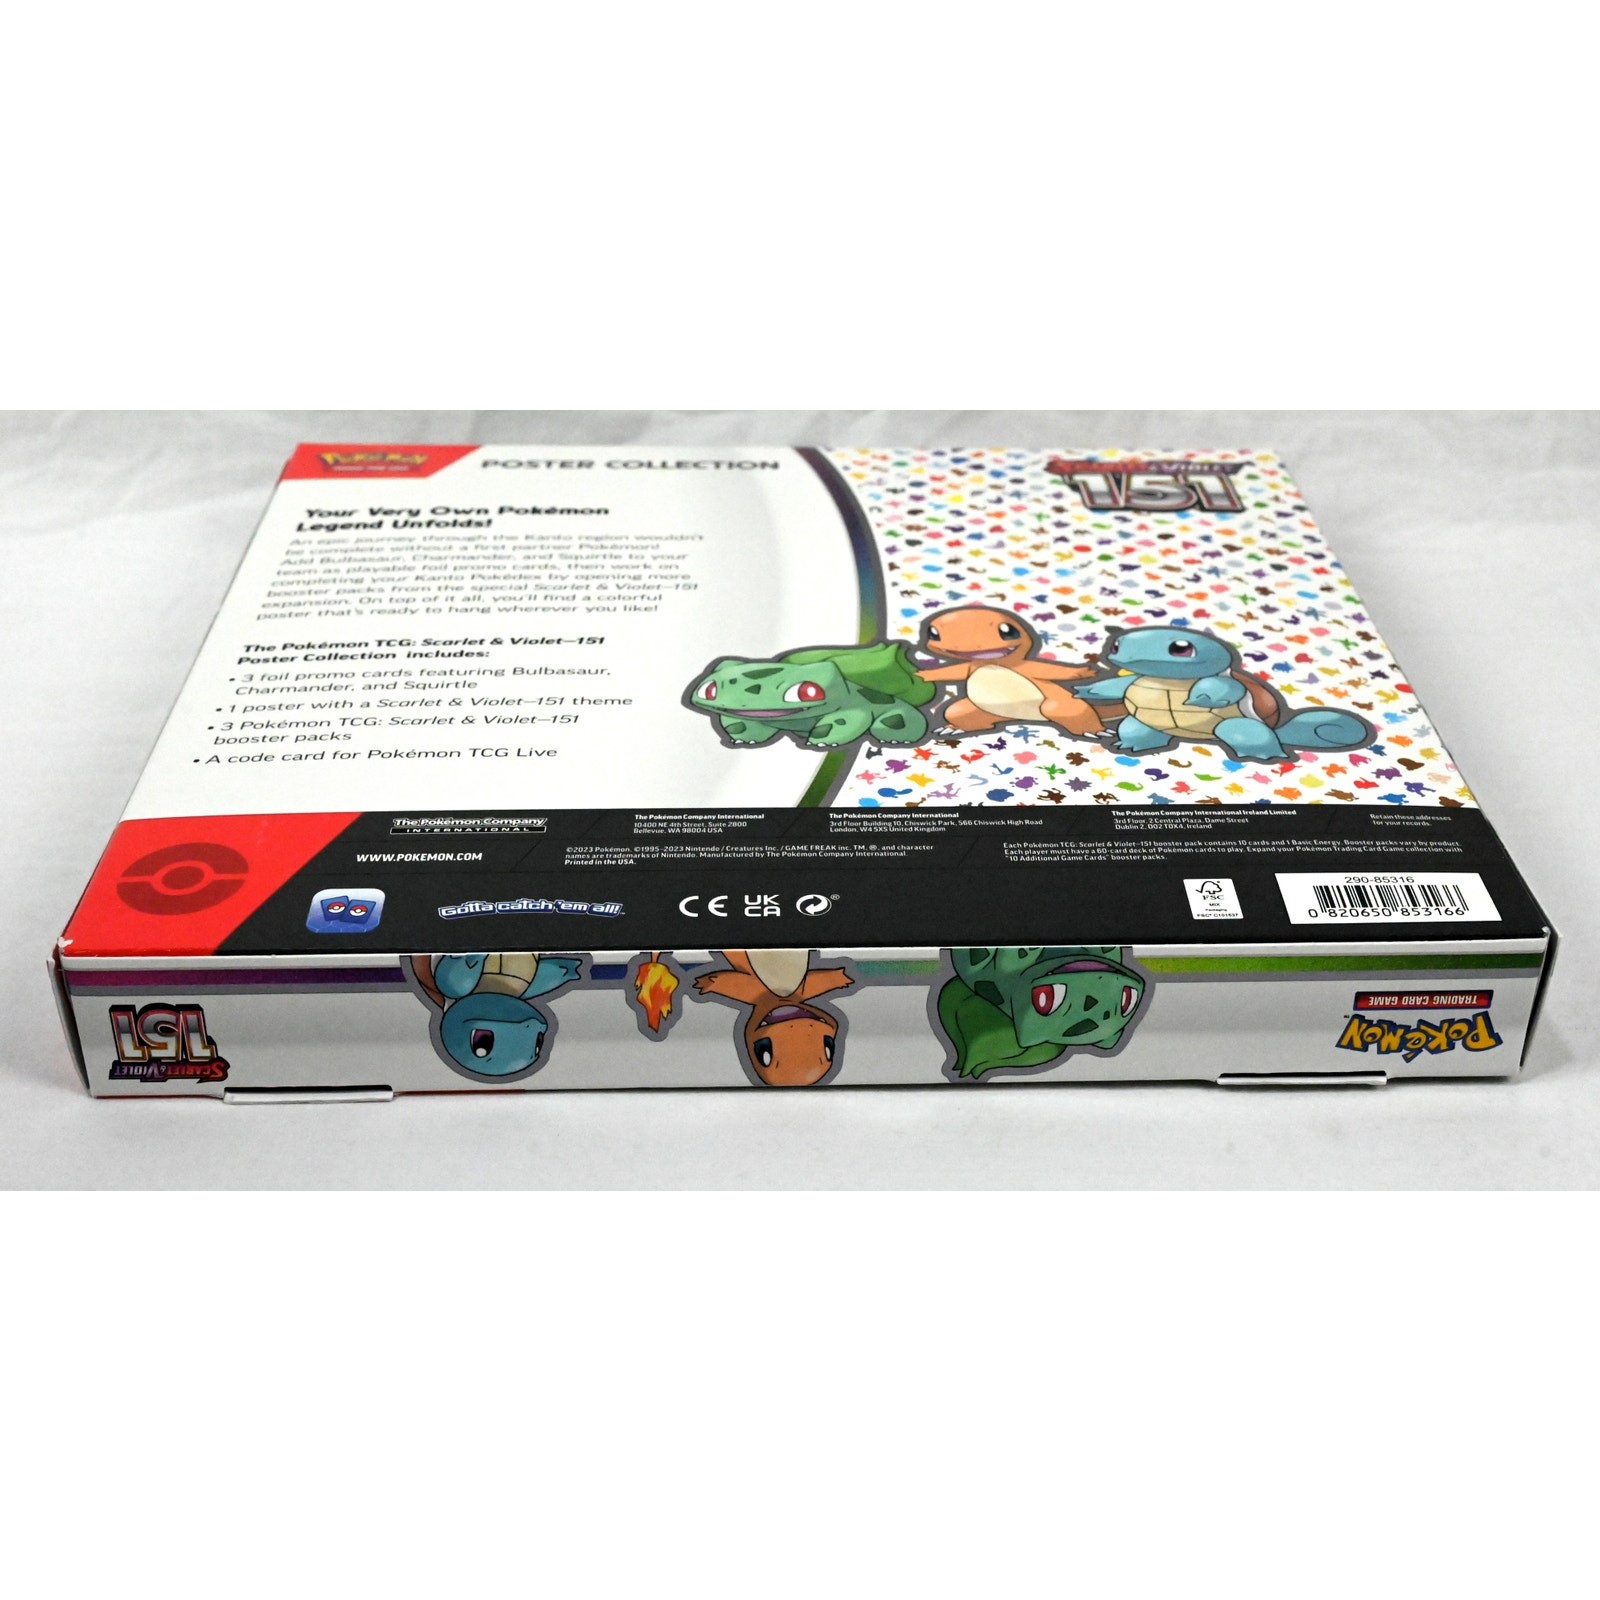 Pokémon
POSTER COLLECTION
SCARLET & VIOLET
151
Your Very Own Pokémon
Legend Unfolds!
An epic journey through the Kanto region wouldn't
be complete without a first partner Pokémon!
Add Bulbasaur, Charmander, and Squirtle to your
team as playable foil promo cards, then work on
completing your Kanto Pokédex by opening more
booster packs from the special Scarlet & Violet—151
expansion. On top of it all, you'll find a colorful
poster that's ready to hang wherever you like!
The Pokémon TCG: Scarlet & Violet—151
Poster Collection includes:
• 3 foil promo cards featuring Bulbasaur,
Charmander, and Squirtle
• 1 poster with a Scarlet & Violet—151 theme
• 3 Pokémon TCG: Scarlet & Violet—151
booster packs
• A code card for Pokémon TCG Live
The Pokémon Company
INTERNATIONAL
WWW.POKEMON.COM
The Pokémon Company International
10400 NE 4th Street, Suite 2800
Bellevue, WA 98004 USA
The Pokémon Company International
3rd Floor Building 10, Chiswick Park, 566 Chiswick High Road
London, W4 5XS United Kingdom
The Pokémon Company International Ireland Limited
3rd Floor, 2 Central Plaza, Dame Street
Dublin 2, D02 T0X4, Ireland
Retain these addresses
for your records.
©2023 Pokémon. ©1995-2023 Nintendo / Creatures Inc. / GAME FREAK inc. TM, ®, and character
names are trademarks of Nintendo. Manufactured by The Pokémon Company International.
Printed in the USA.
Each Pokémon TCG: Scarlet & Violet—151 booster pack contains 10 cards and 1 Basic Energy. Booster packs vary by product.
Each player must have a 60-card deck of Pokémon cards to play. Expand your Pokémon Trading Card Game collection with
"10 Additional Game Cards" booster packs.
Gotta catch 'em all!™
CE
UK
CA
®
FSC
MIX
Packaging
FSC® C101537
290-85316
0 820650 853166
151
SCARLET & VIOLET
TRADING CARD GAME
POKÉMON™